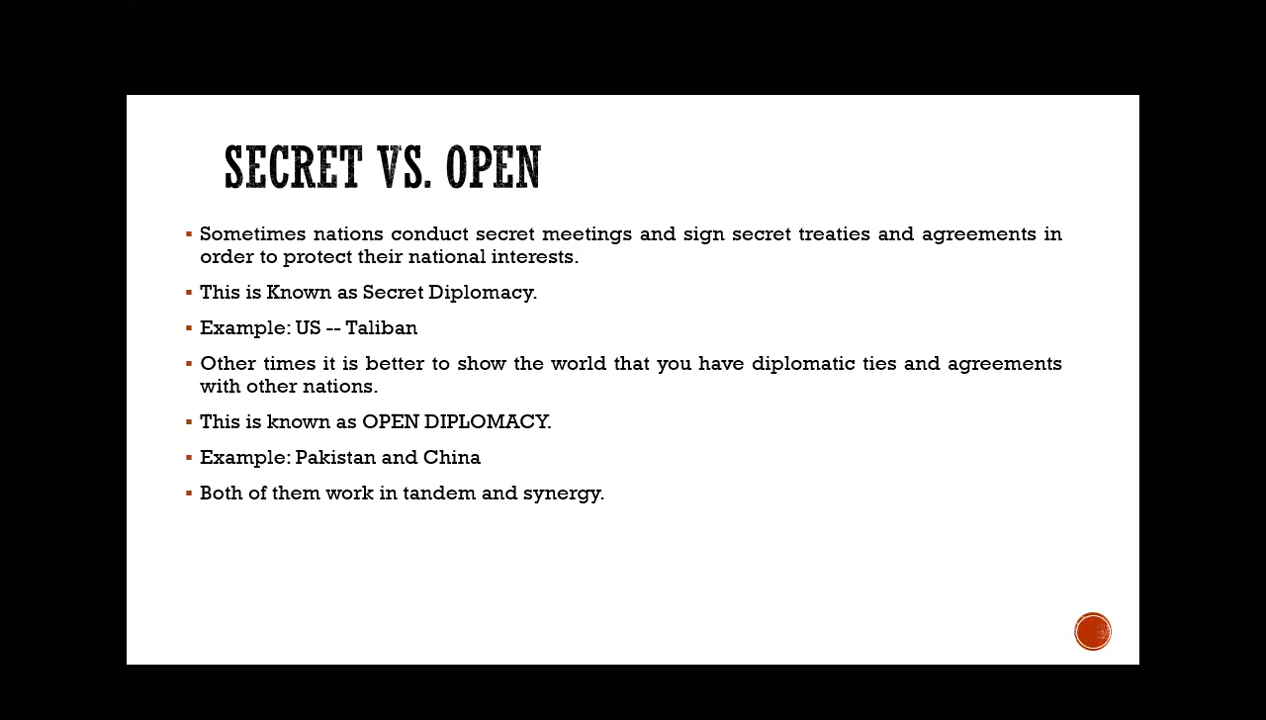 SECRET VS. OPEN
▪ Sometimes nations conduct secret meetings and sign secret treaties and agreements in
order to protect their national interests.
▪ This is Known as Secret Diplomacy.
▪ Example: US -- Taliban
▪ Other times it is better to show the world that you have diplomatic ties and agreements
with other nations.
▪ This is known as OPEN DIPLOMACY.
▪ Example: Pakistan and China
▪ Both of them work in tandem and synergy.